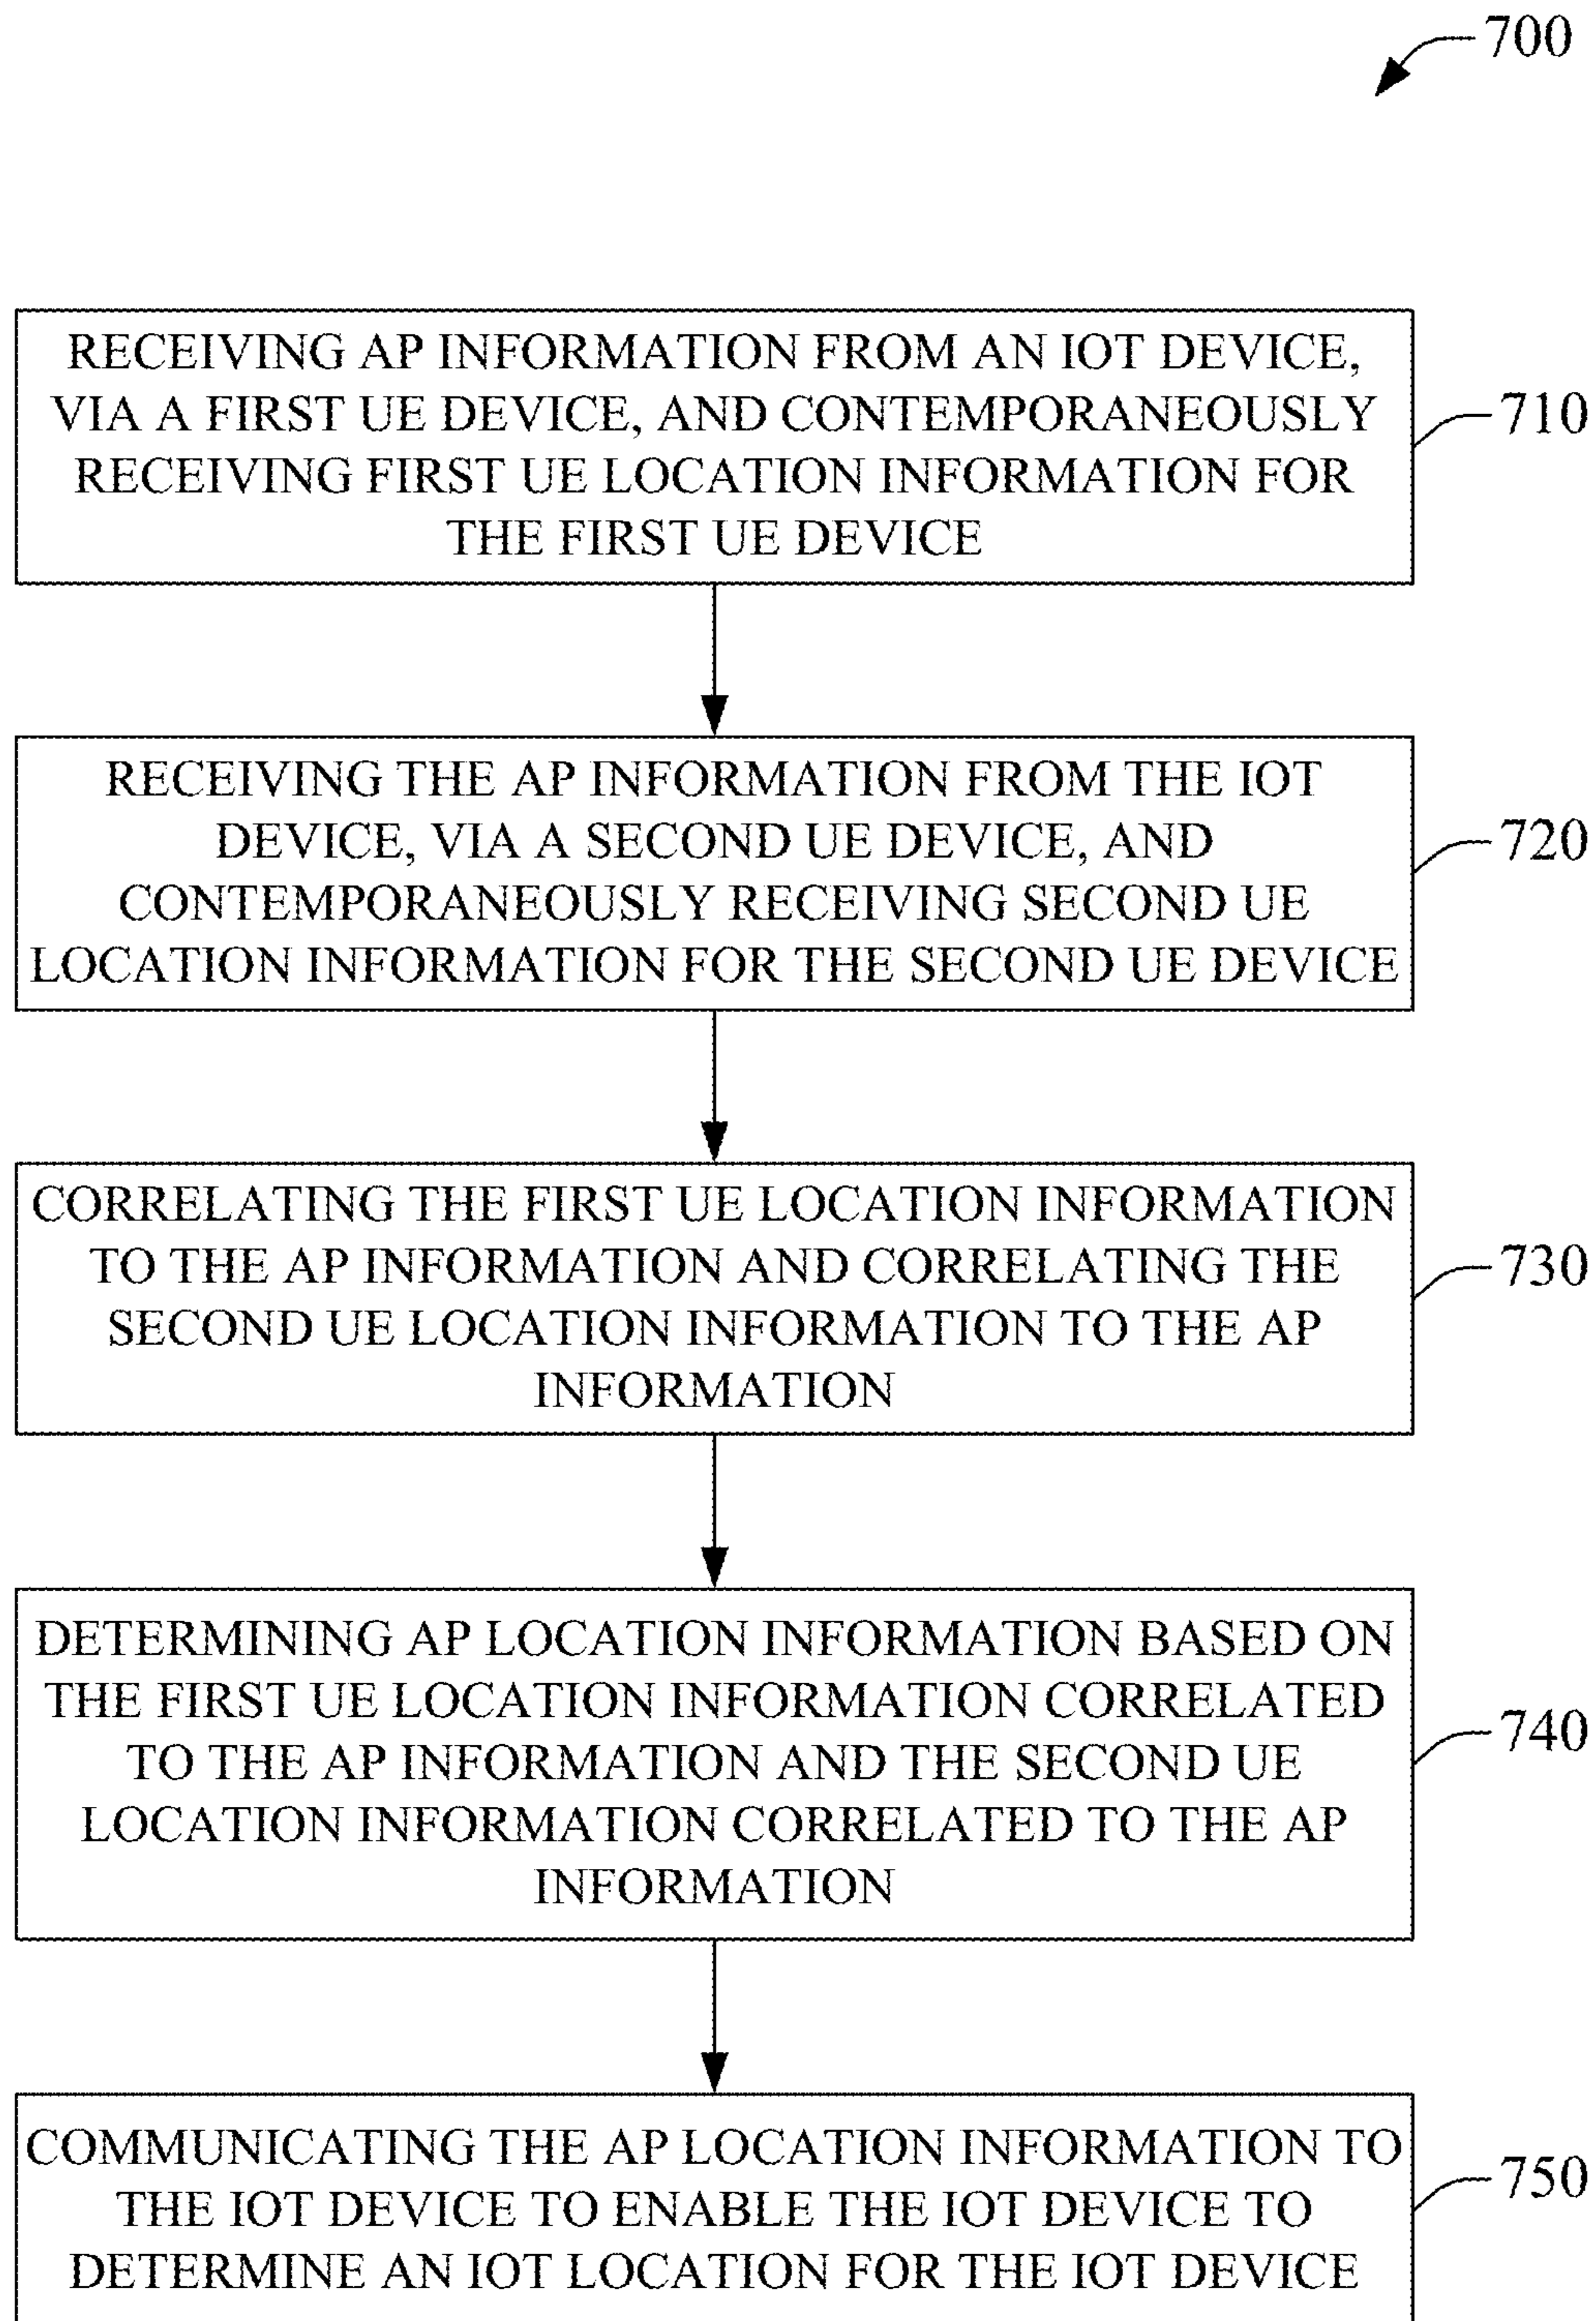 700
RECEIVING AP INFORMATION FROM AN IOT DEVICE,
VIA A FIRST UE DEVICE, AND CONTEMPORANEOUSLY
RECEIVING FIRST UE LOCATION INFORMATION FOR
THE FIRST UE DEVICE
710
RECEIVING THE AP INFORMATION FROM THE IOT
DEVICE, VIA A SECOND UE DEVICE, AND
CONTEMPORANEOUSLY RECEIVING SECOND UE
LOCATION INFORMATION FOR THE SECOND UE DEVICE
720
CORRELATING THE FIRST UE LOCATION INFORMATION
TO THE AP INFORMATION AND CORRELATING THE
SECOND UE LOCATION INFORMATION TO THE AP
INFORMATION
730
DETERMINING AP LOCATION INFORMATION BASED ON
THE FIRST UE LOCATION INFORMATION CORRELATED
TO THE AP INFORMATION AND THE SECOND UE
LOCATION INFORMATION CORRELATED TO THE AP
INFORMATION
740
COMMUNICATING THE AP LOCATION INFORMATION TO
THE IOT DEVICE TO ENABLE THE IOT DEVICE TO
DETERMINE AN IOT LOCATION FOR THE IOT DEVICE
750